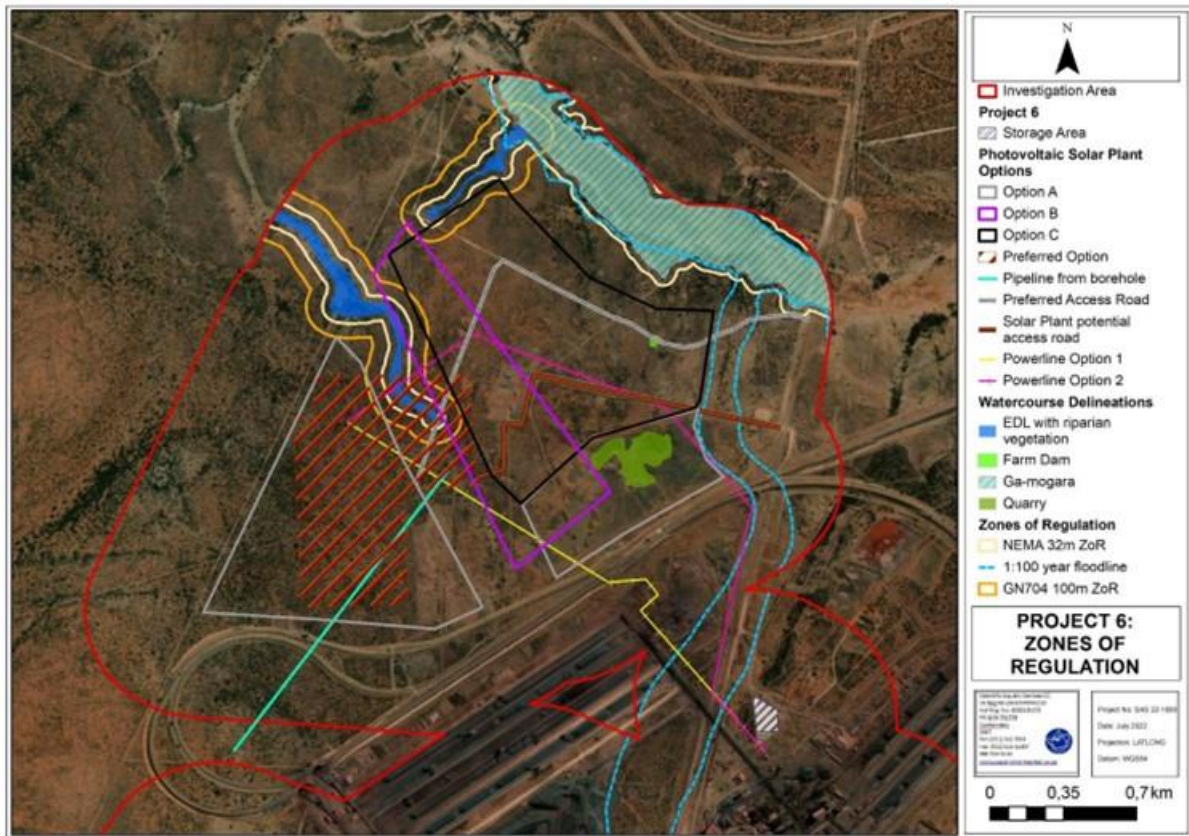 N
Investigation Area
Project 6
Storage Area
Photovoltaic Solar Plant
Options
Option A
Option B
Option C
Preferred Option
Pipeline from borehole
Preferred Access Road
Solar Plant potential
access road
Powerline Option 1
Powerline Option 2
Watercourse Delineations
EDL with riparian
vegetation
Farm Dam
Ga-mogara
Quarry
Zones of Regulation
NEMA 32m ZoR
1:100 year floodline
GN704 100m ZoR
PROJECT 6:
ZONES OF
REGULATION
Date: July 2022
Projection: LATLONG
Datum: WGS84
0 0,35 0,7 km